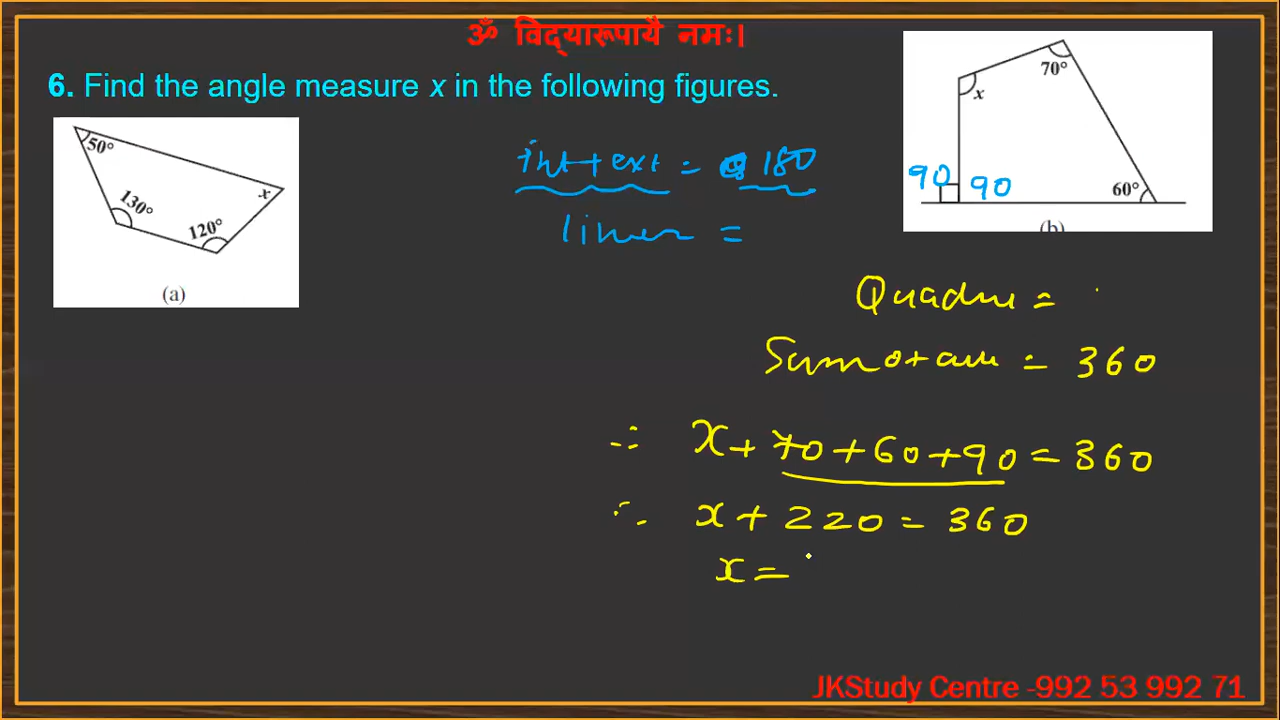 ॐ विद्यारूपायै नमः।
6. Find the angle measure x in the following figures.
50°
x
130°
120°
(a)
int+ext = 180
liner =
70°
x
90 90
60°
(b)
Quadri = 
Sum of = 360
∴ x+70+60+90=360
∴ x+220=360
x=
JKStudy Centre -992 53 992 71